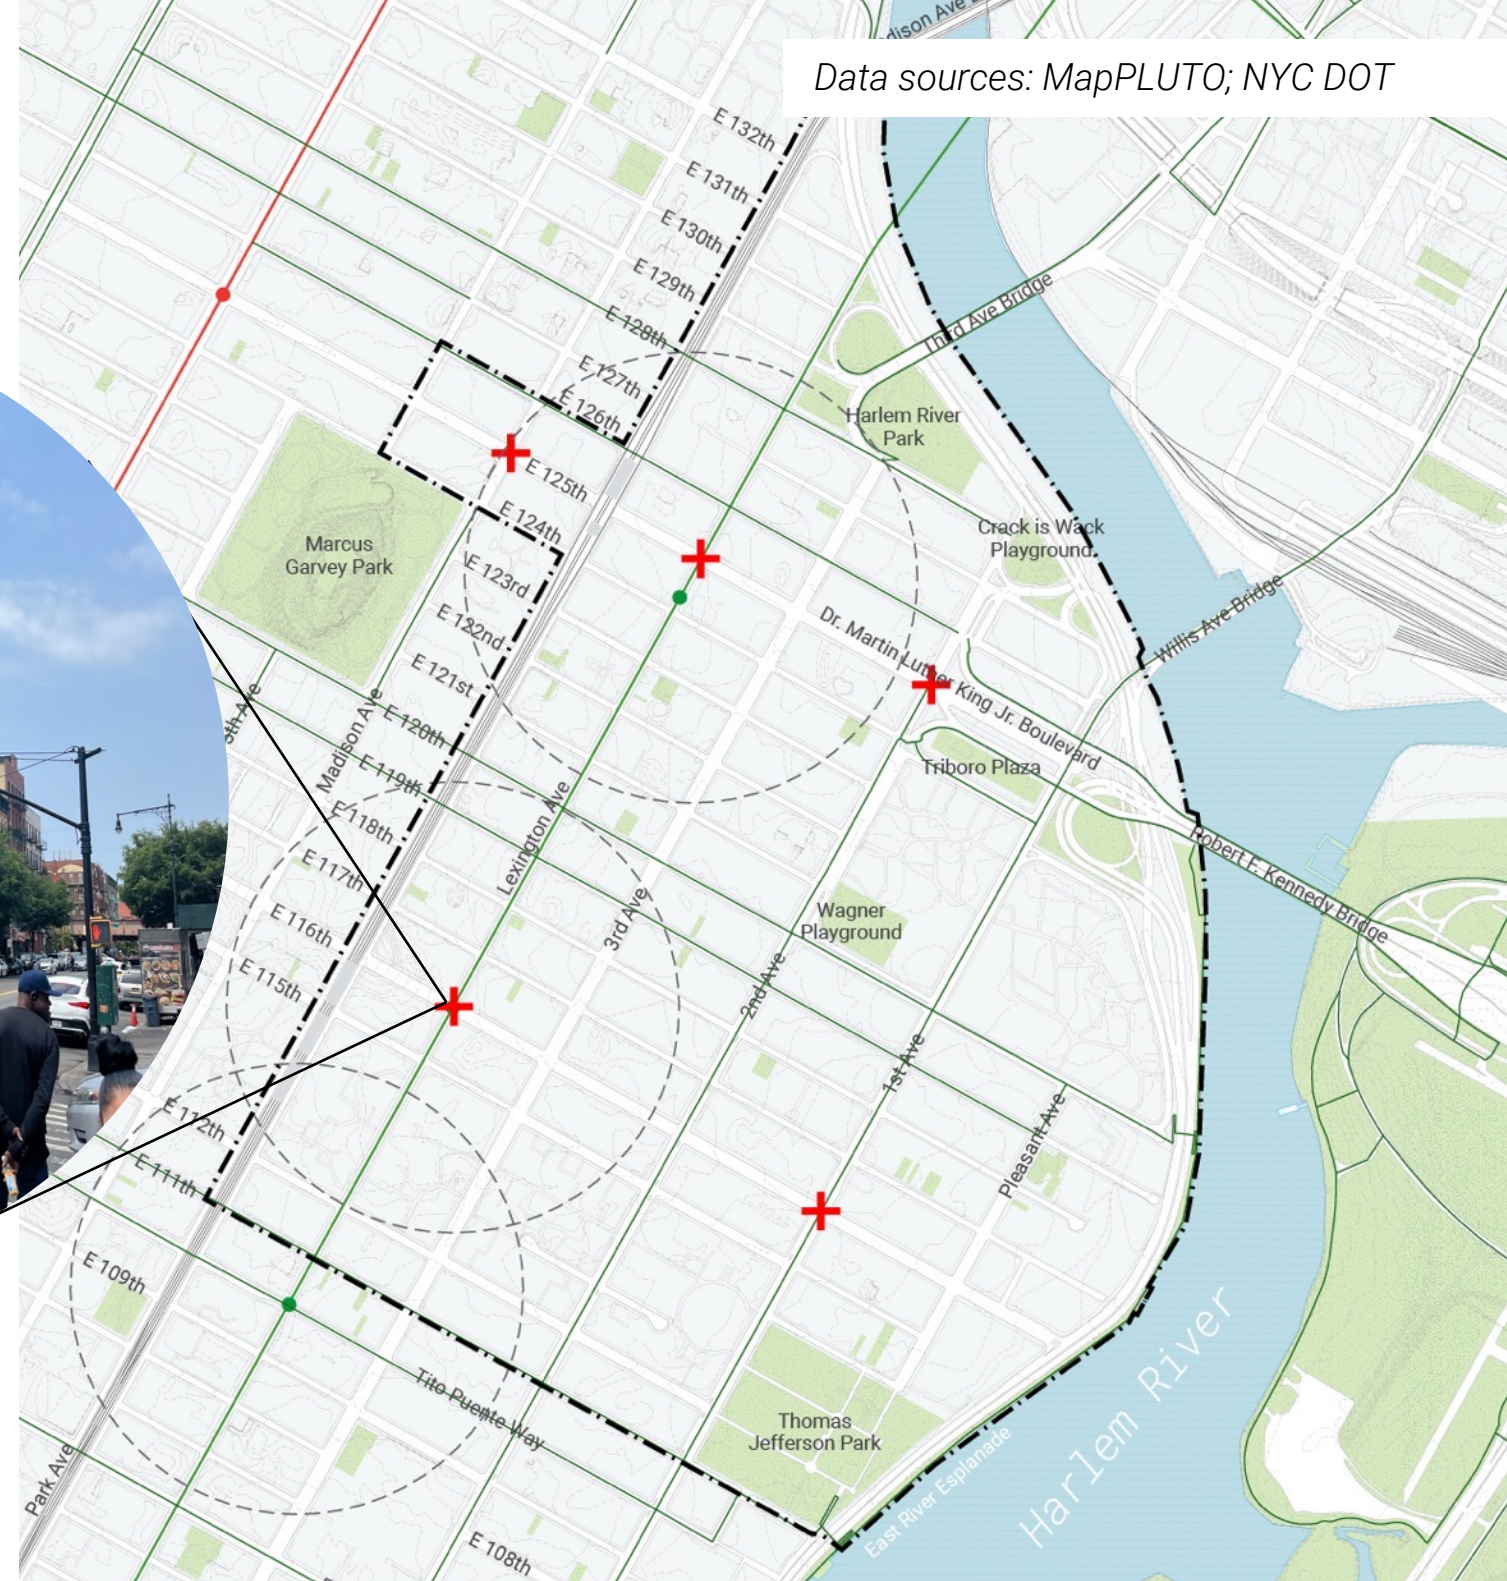 Madison Ave
Data sources: MapPLUTO; NYC DOT
E 132th
E 131th
E 130th
E 129th
E 128th
E 127th
E 126th
E 125th
E 124th
E 123rd
E 122nd
E 121st
E 120th
E 119th
E 118th
E 117th
E 116th
E 115th
E 112th
E 111th
E 109th
E 108th
Third Ave Bridge
Harlem River
Park
Crack is Wack
Playground
Marcus
Garvey Park
Willis Ave Bridge
Dr. Martin Luther King Jr. Boulevard
Triboro Plaza
Robert F. Kennedy Bridge
5th Ave
Madison Ave
Lexington Ave
3rd Ave
Wagner
Playground
2nd Ave
1st Ave
Pleasant Ave
Tito Puente Way
Thomas
Jefferson Park
Park Ave
East River Esplanade
Harlem River